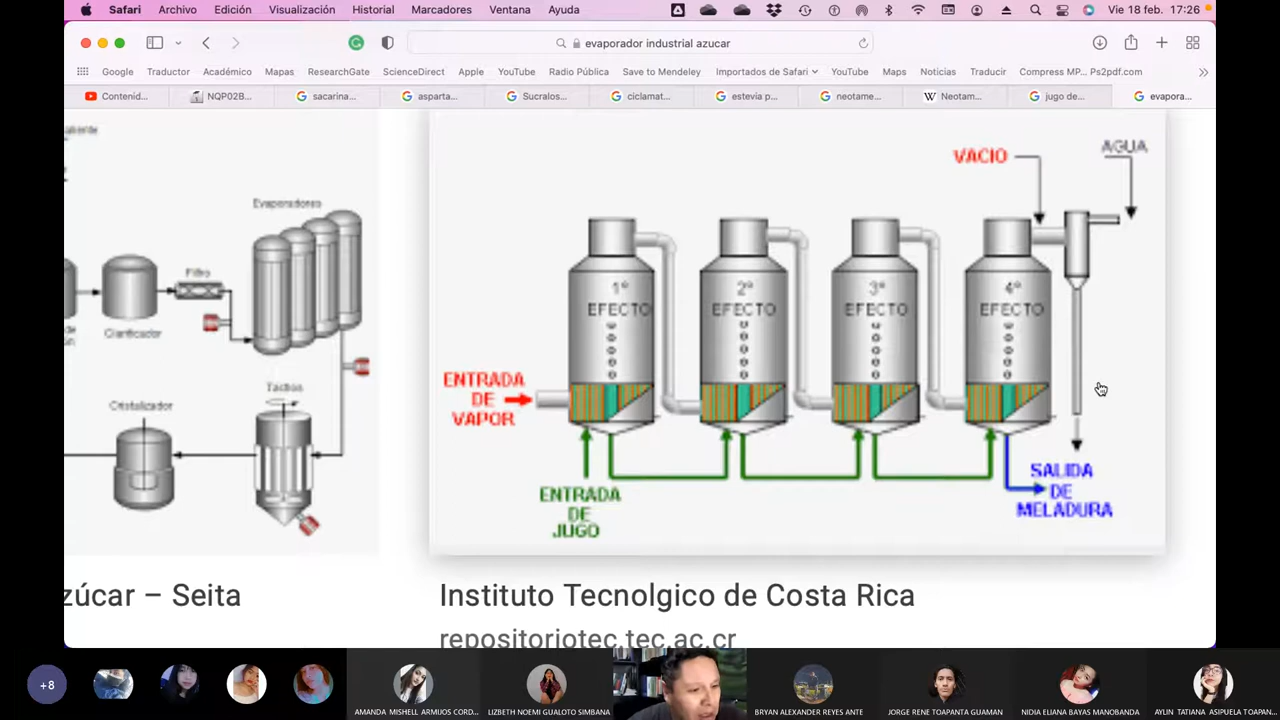 Safari Archivo Edición Visualización Historial Marcadores Ventana Ayuda Vie 18 feb. 17:26
evaporador industrial azucar
Google Traductor Académico Mapas ResearchGate ScienceDirect Apple YouTube Radio Pública Save to Mendeley Importados de Safari YouTube Maps Noticias Traducir Compress MP... Ps2pdf.com
Contenid... NQP02B... sacarina... asparta... Sucralos... ciclamat... estevia p... neotame... Neotam... jugo de... evapora...
Evaporadores
Filtro
Clarificador
Tachos
Cristalizador
VACIO
AGUA
1º EFECTO
2º EFECTO
3º EFECTO
4º EFECTO
ENTRADA
DE
VAPOR
ENTRADA
DE
JUGO
SALIDA
DE
MELADURA
zúcar – Seita
Instituto Tecnolgico de Costa Rica
repositoriotec.tec.ac.cr
+8
AMANDA MISHELL ARMIJOS CORD...
LIZBETH NOEMI GUALOTO SIMBANA
BRYAN ALEXANDER REYES ANTE
JORGE RENE TOAPANTA GUAMAN
NIDIA ELIANA BAYAS MANOBANDA
AYLIN TATIANA ASIPUELA TOAPAN...